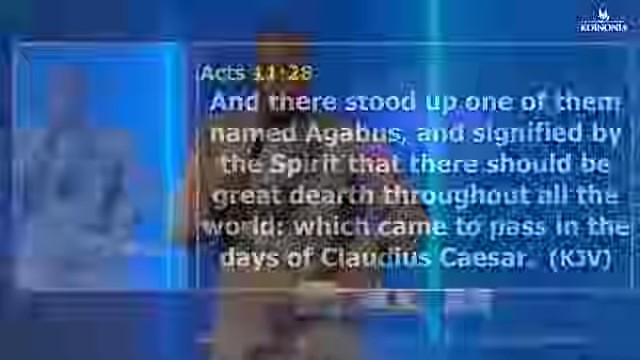 KOINONIA
Acts 11:28
And there stood up one of them
named Agabus, and signified by
the Spirit that there should be
great dearth throughout all the
world: which came to pass in the
days of Claudius Caesar. (KJV)